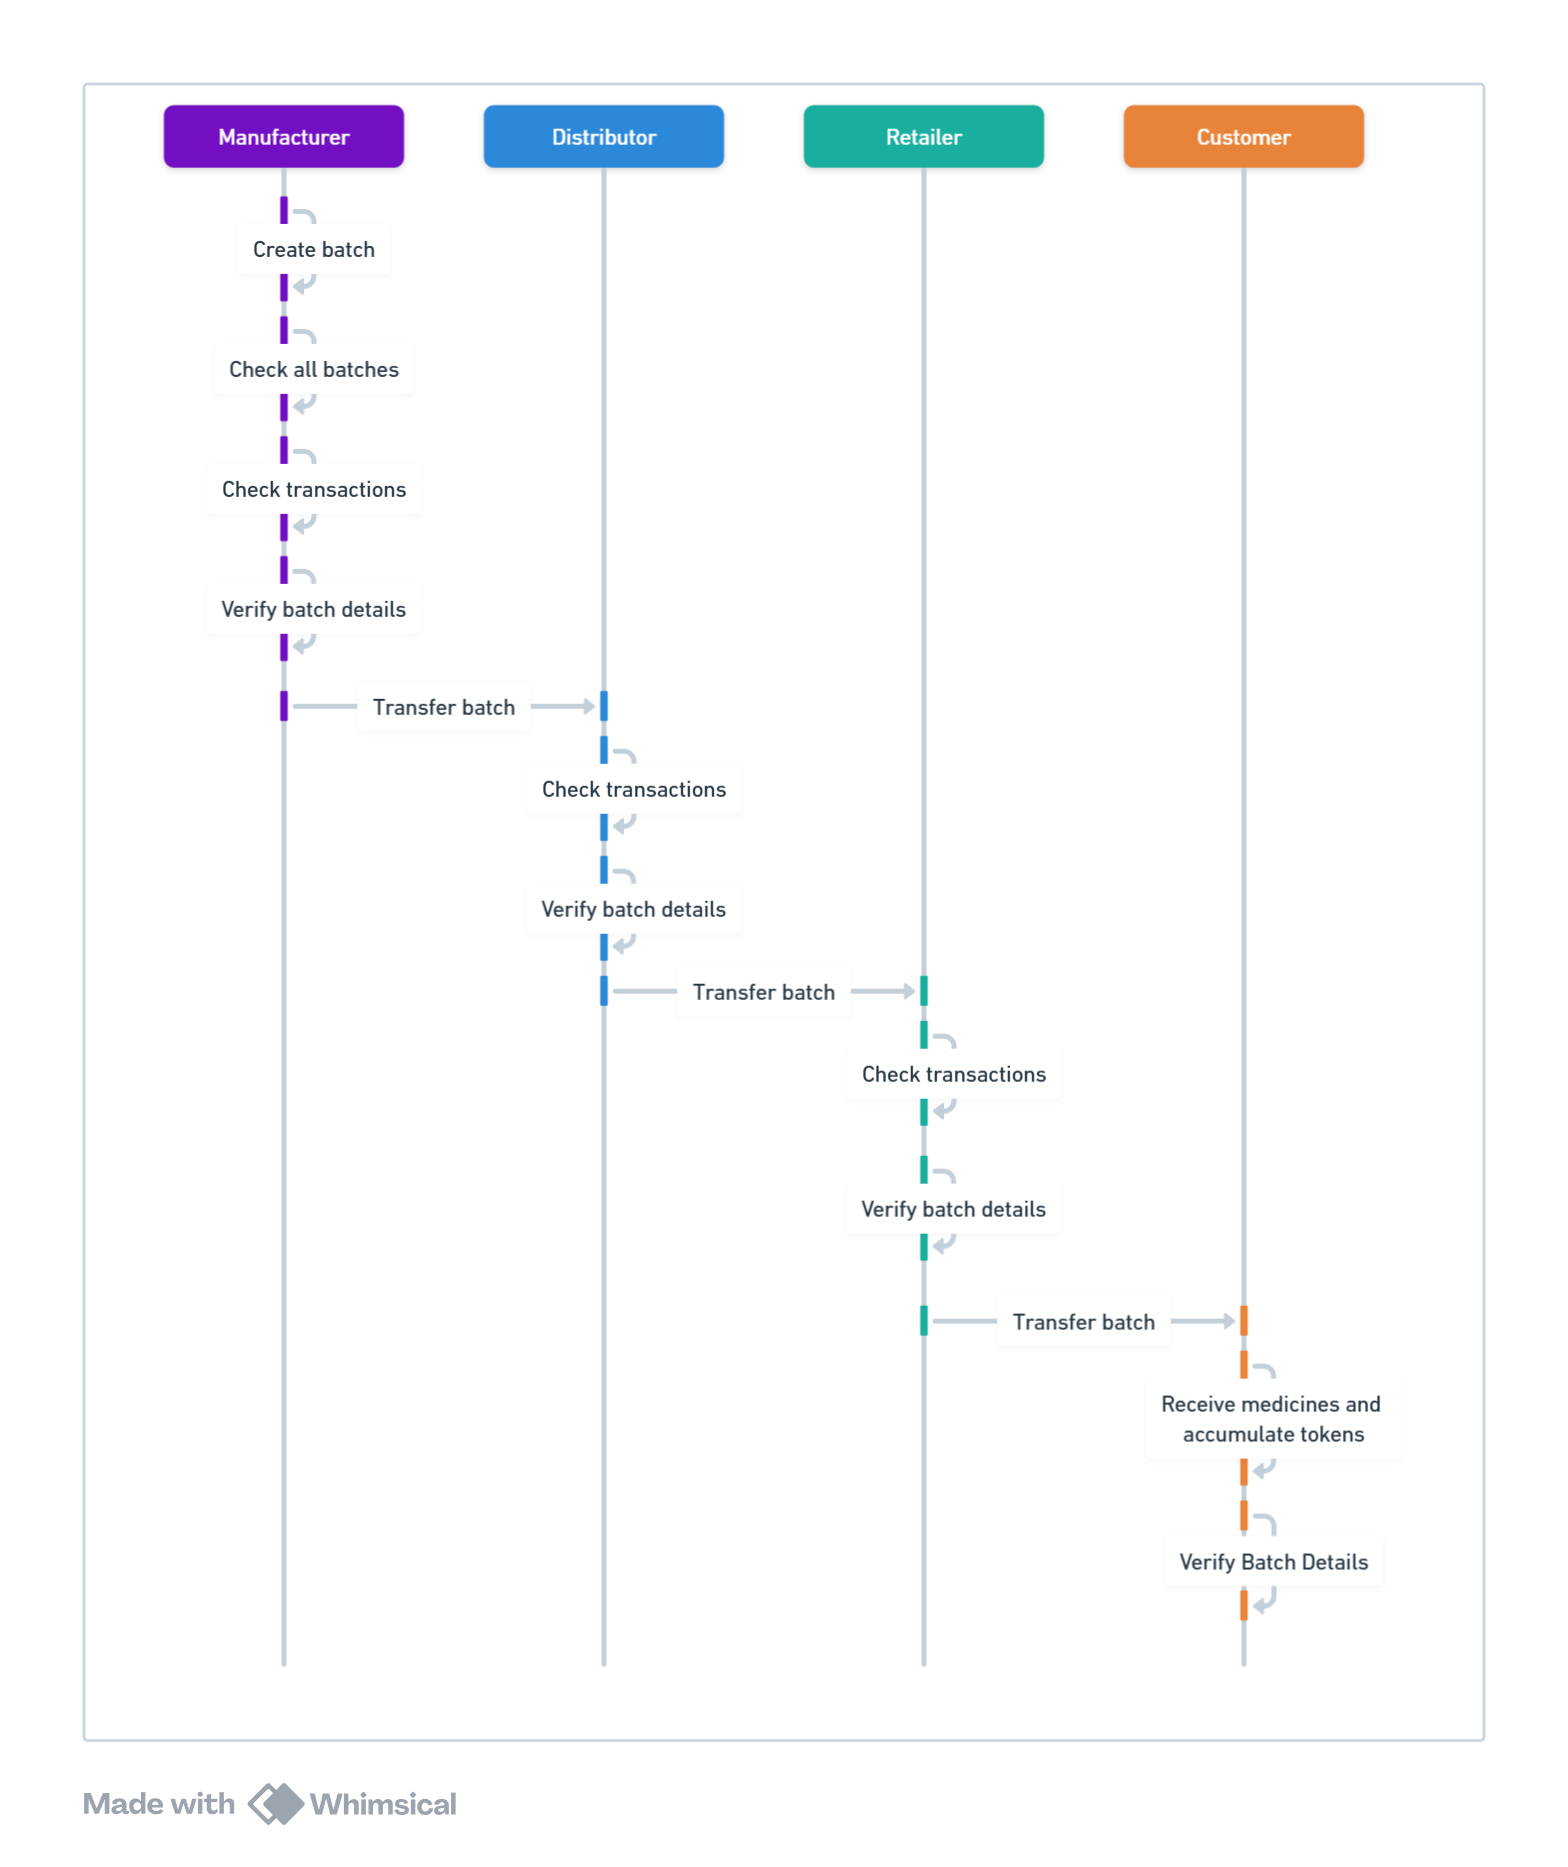 Manufacturer
Distributor
Retailer
Customer
Create batch
Check all batches
Check transactions
Verify batch details
Transfer batch
Check transactions
Verify batch details
Transfer batch
Check transactions
Verify batch details
Transfer batch
Receive medicines and
accumulate tokens
Verify Batch Details
Made with Whimsical